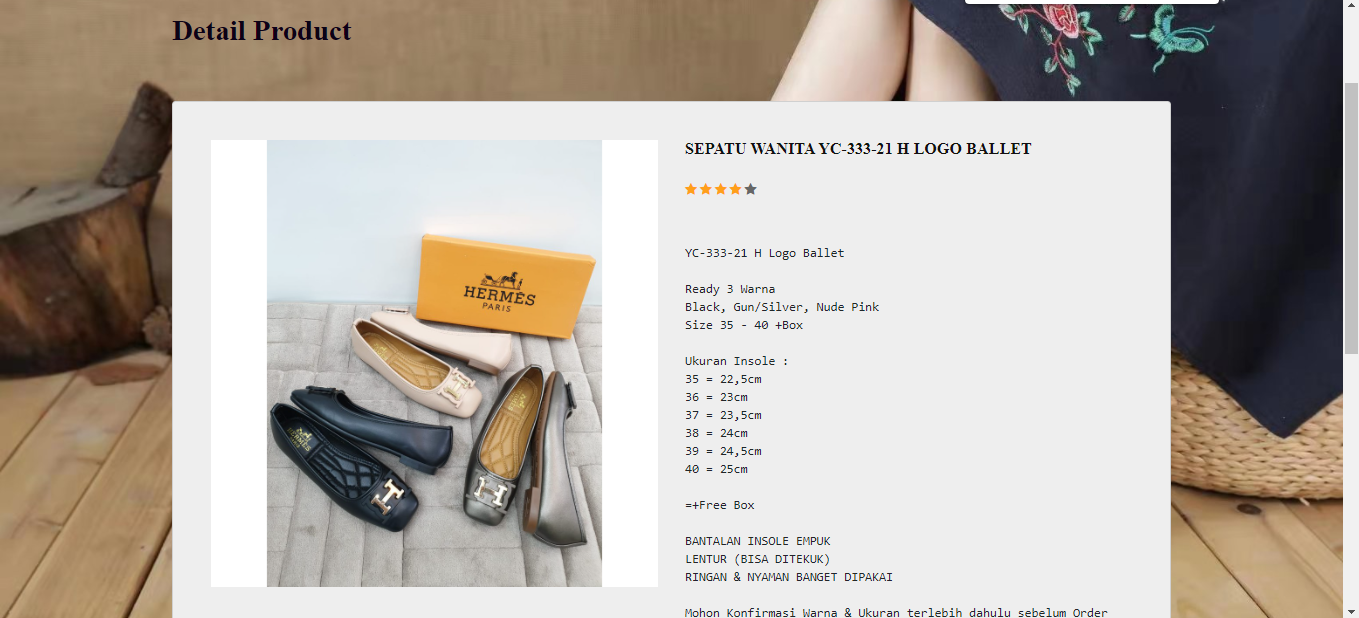 Detail Product
SEPATU WANITA YC-333-21 H LOGO BALLET
HERMÈS
PARIS
YC-333-21 H Logo Ballet
Ready 3 Warna
Black, Gun/Silver, Nude Pink
Size 35 - 40 +Box
Ukuran Insole :
35 = 22,5cm
36 = 23cm
37 = 23,5cm
38 = 24cm
39 = 24,5cm
40 = 25cm
=+Free Box
BANTALAN INSOLE EMPUK
LENTUR (BISA DITEKUK)
RINGAN & NYAMAN BANGET DIPAKAI
Mohon Konfirmasi Warna & Ukuran terlebih dahulu sebelum Order